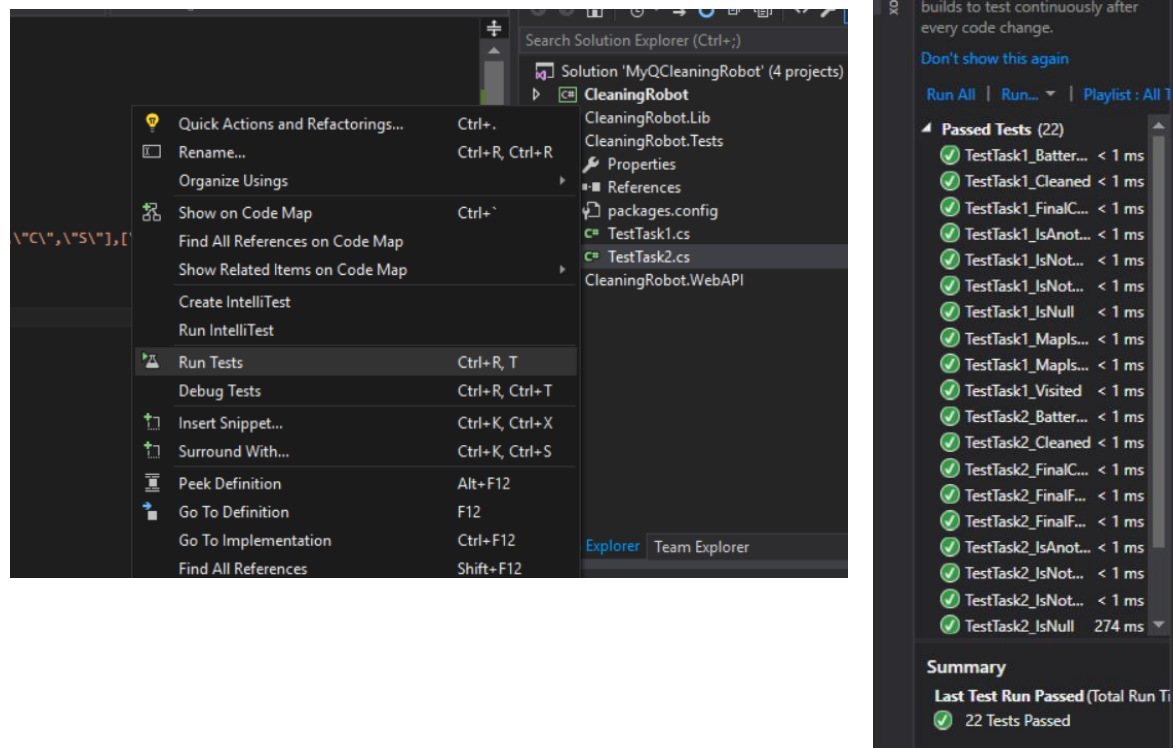 Search Solution Explorer (Ctrl+;)
Solution 'MyQCleaningRobot' (4 projects)
CleaningRobot
CleaningRobot.Lib
CleaningRobot.Tests
Properties
References
packages.config
TestTask1.cs
TestTask2.cs
CleaningRobot.WebAPI
Explorer Team Explorer
,\"C\",\"S\"],[
Quick Actions and Refactorings... Ctrl+.
Rename... Ctrl+R, Ctrl+R
Organize Usings
Show on Code Map Ctrl+`
Find All References on Code Map
Show Related Items on Code Map
Create IntelliTest
Run IntelliTest
Run Tests Ctrl+R, T
Debug Tests Ctrl+R, Ctrl+T
Insert Snippet... Ctrl+K, Ctrl+X
Surround With... Ctrl+K, Ctrl+S
Peek Definition Alt+F12
Go To Definition F12
Go To Implementation Ctrl+F12
Find All References Shift+F12
builds to test continuously after
every code change.
Don't show this again
Run All | Run... | Playlist : All T
Passed Tests (22)
TestTask1_Batter... < 1 ms
TestTask1_Cleaned < 1 ms
TestTask1_FinalC... < 1 ms
TestTask1_IsAnot... < 1 ms
TestTask1_IsNot... < 1 ms
TestTask1_IsNot... < 1 ms
TestTask1_IsNull < 1 ms
TestTask1_MapIs... < 1 ms
TestTask1_MapIs... < 1 ms
TestTask1_Visited < 1 ms
TestTask2_Batter... < 1 ms
TestTask2_Cleaned < 1 ms
TestTask2_FinalC... < 1 ms
TestTask2_FinalF... < 1 ms
TestTask2_FinalF... < 1 ms
TestTask2_IsAnot... < 1 ms
TestTask2_IsNot... < 1 ms
TestTask2_IsNot... < 1 ms
TestTask2_IsNull 274 ms
Summary
Last Test Run Passed (Total Run Ti
22 Tests Passed